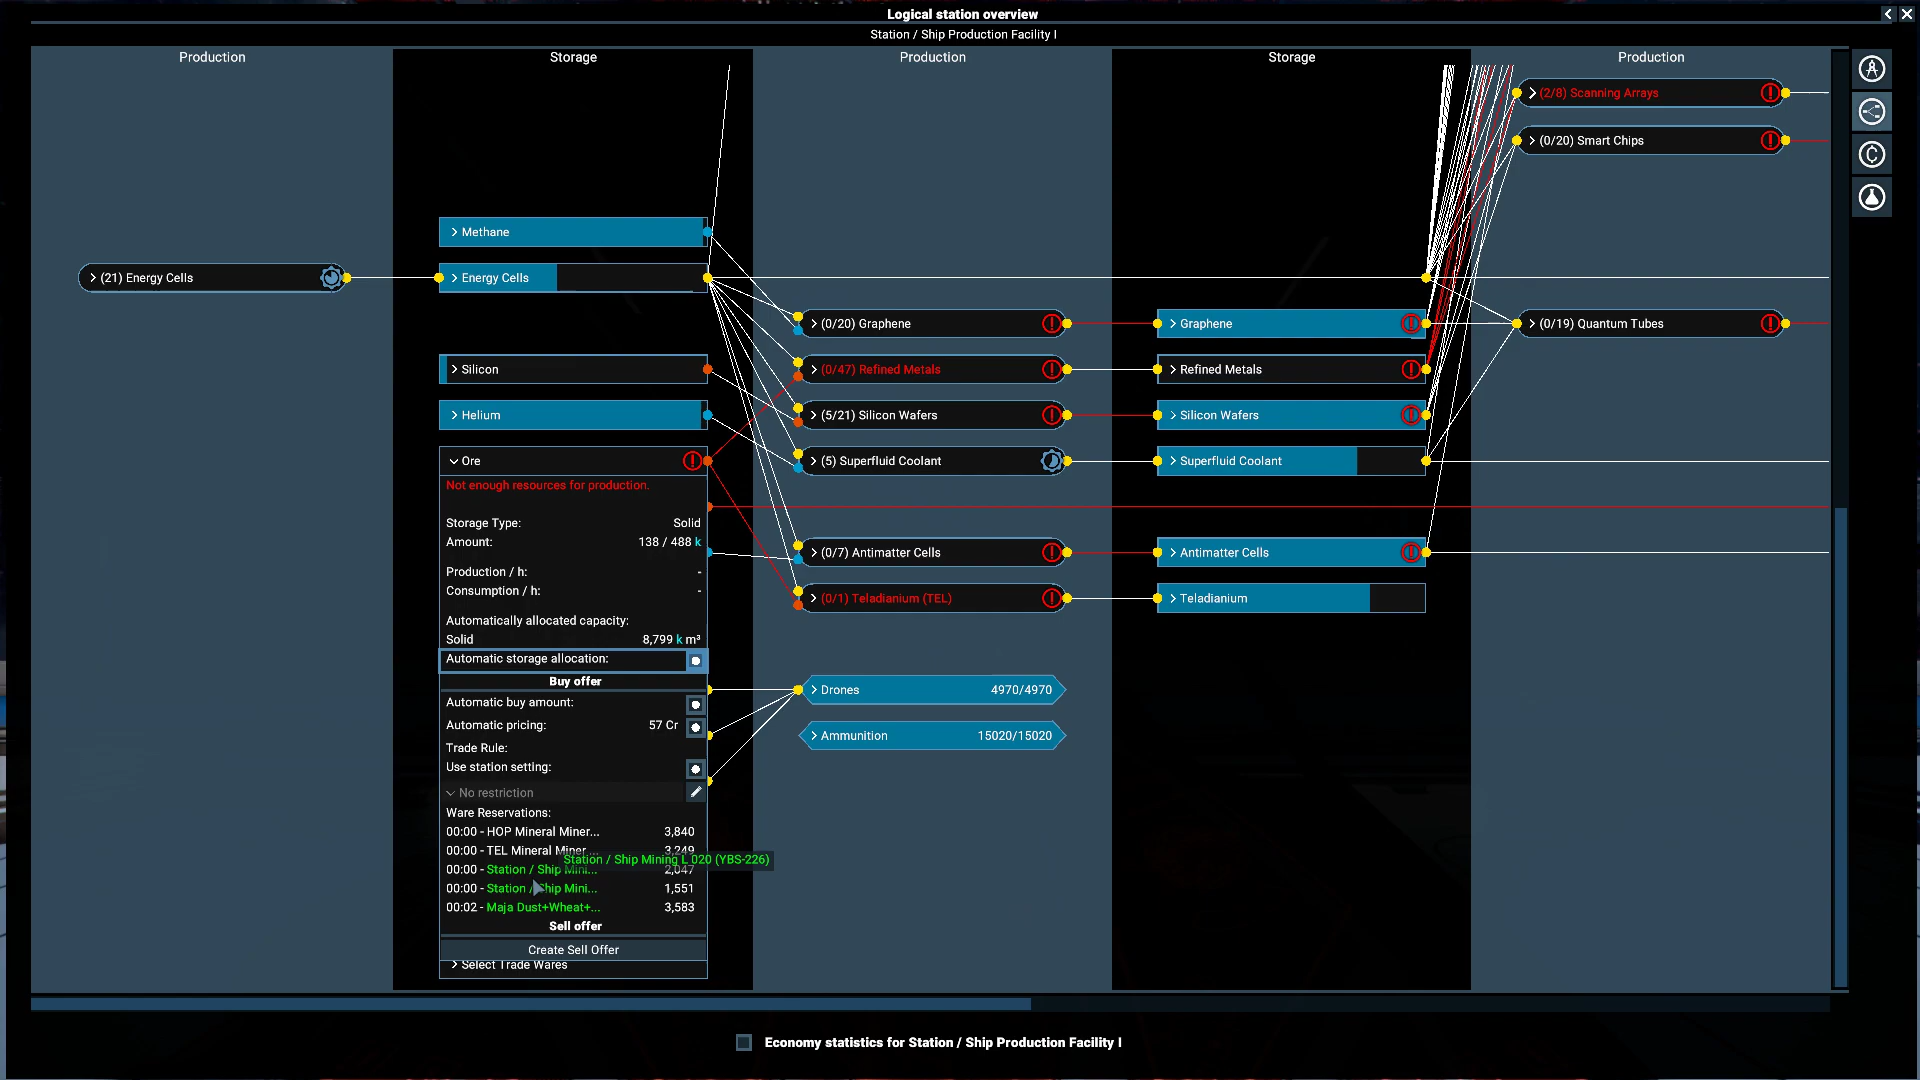 Logical station overview
Station / Ship Production Facility I
Production
Storage
Production
Storage
Production
(2/8) Scanning Arrays
(0/20) Smart Chips
Methane
(21) Energy Cells
Energy Cells
(0/20) Graphene
Graphene
(0/19) Quantum Tubes
Silicon
(0/47) Refined Metals
Refined Metals
Helium
(5/21) Silicon Wafers
Silicon Wafers
Ore
(5) Superfluid Coolant
Superfluid Coolant
Not enough resources for production.
Storage Type: Solid
Amount: 138 / 488 k
(0/7) Antimatter Cells
Antimatter Cells
Production / h: -
Consumption / h: -
(0/1) Teladianium (TEL)
Teladianium
Automatically allocated capacity:
Solid 8,799 k m³
Automatic storage allocation:
Buy offer
Drones 4970/4970
Automatic buy amount:
Automatic pricing: 57 Cr
Ammunition 15020/15020
Trade Rule:
Use station setting:
No restriction
Ware Reservations:
00:00 - HOP Mineral Miner... 3,840
00:00 - TEL Mineral Miner... 3,249
Station / Ship Mining L 020 (YBS-226)
00:00 - Station / Ship Mini... 2,047
00:00 - Station / Ship Mini... 1,551
00:02 - Maja Dust+Wheat+... 3,583
Sell offer
Create Sell Offer
Select Trade Wares
Economy statistics for Station / Ship Production Facility I